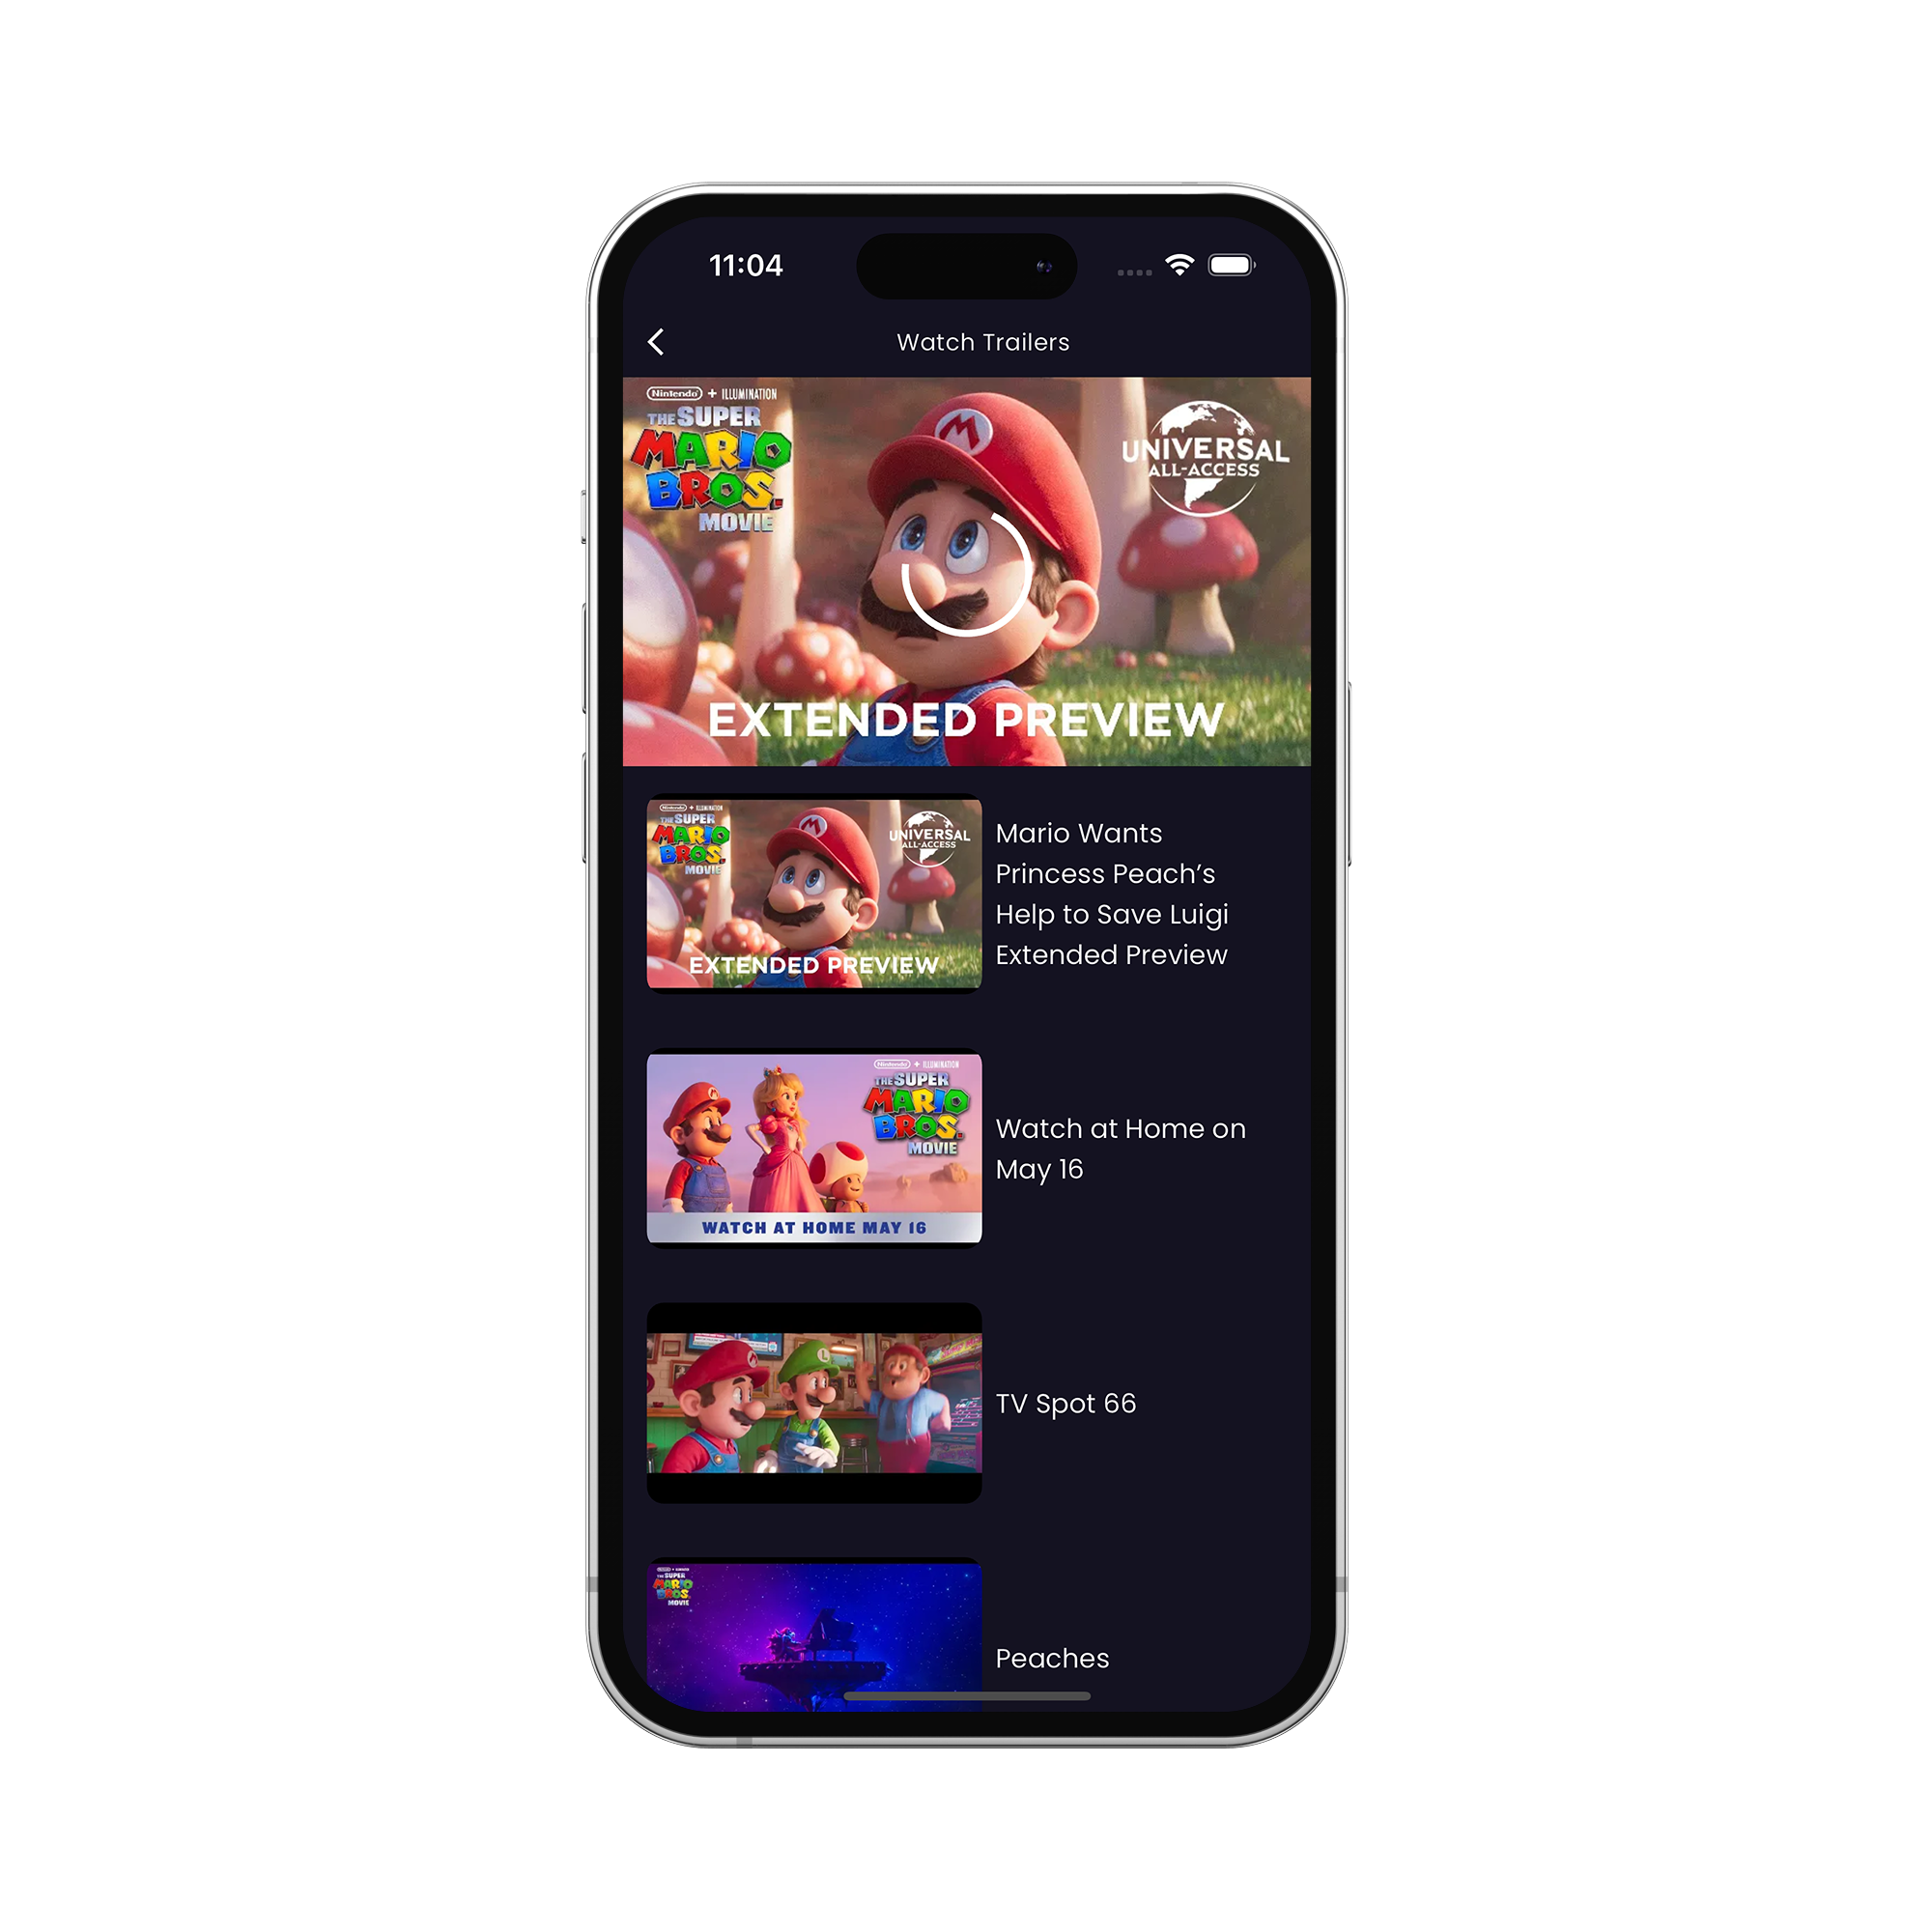 11:04
Watch Trailers
Nintendo + ILLUMINATION
THE SUPER
MARIO
BROS.
MOVIE
UNIVERSAL
ALL-ACCESS
M
EXTENDED PREVIEW
Nintendo + ILLUMINATION
THE SUPER
MARIO
BROS.
MOVIE
UNIVERSAL
ALL-ACCESS
M
EXTENDED PREVIEW
Mario Wants
Princess Peach’s
Help to Save Luigi
Extended Preview
Nintendo + ILLUMINATION
THE SUPER
MARIO
BROS.
MOVIE
M
WATCH AT HOME MAY 16
Watch at Home on
May 16
M
L
TV Spot 66
THE SUPER
MARIO
BROS.
MOVIE
Peaches